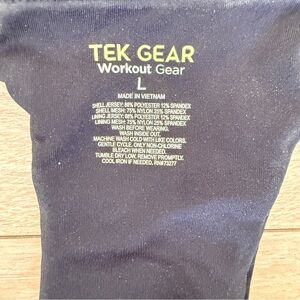 TEK GEAR
Workout Gear
L
MADE IN VIETNAM
SHELL JERSEY: 88% POLYESTER 12% SPANDEX
SHELL MESH: 75% NYLON 25% SPANDEX
LINING JERSEY: 88% POLYESTER 12% SPANDEX
LINING MESH: 75% NYLON 25% SPANDEX
WASH BEFORE WEARING.
WASH INSIDE OUT.
MACHINE WASH COLD WITH LIKE COLORS.
GENTLE CYCLE. ONLY NON-CHLORINE
BLEACH WHEN NEEDED.
TUMBLE DRY LOW. REMOVE PROMPTLY.
COOL IRON IF NEEDED. RN#73277